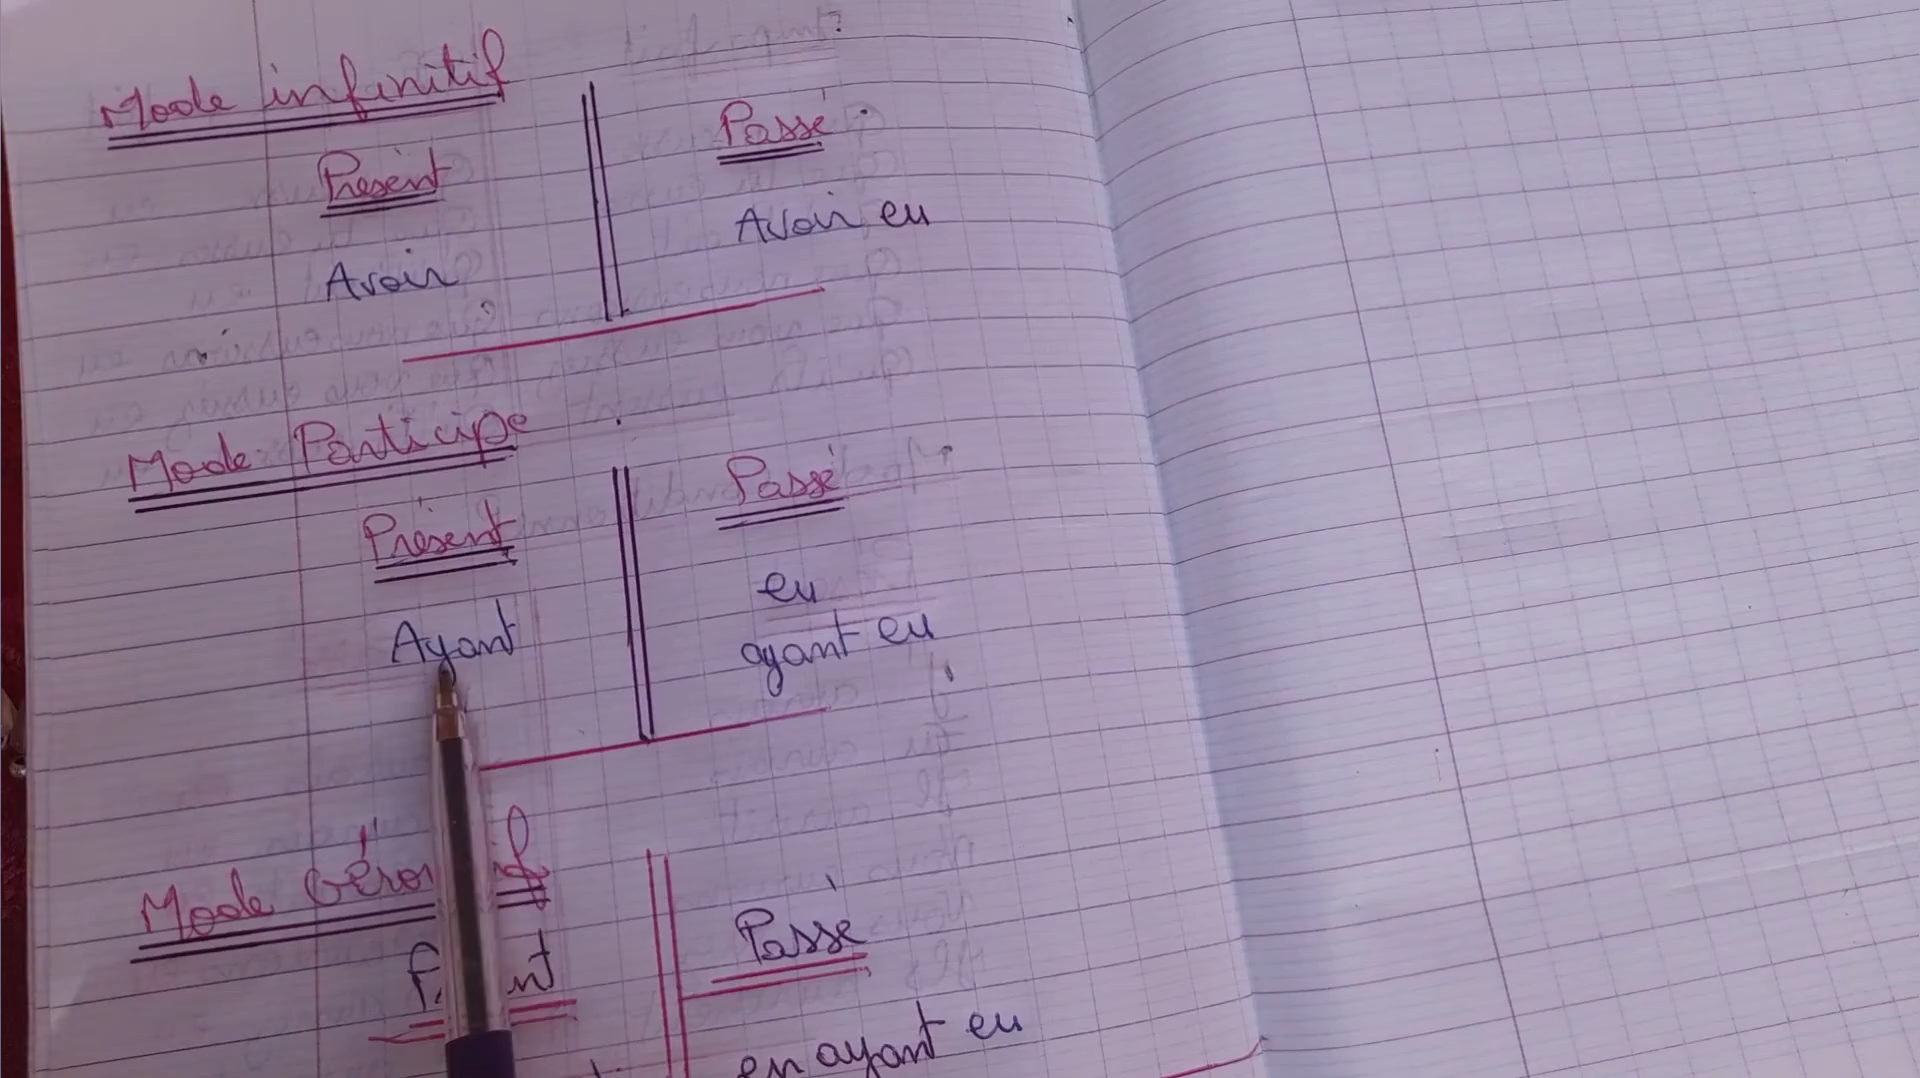 Mode infinitif
Présent
Passé
Avoir
Avoir eu
Mode Participe
Présent
Passé
Ayant
eu
ayant eu
Mode
Passé
en ayant eu